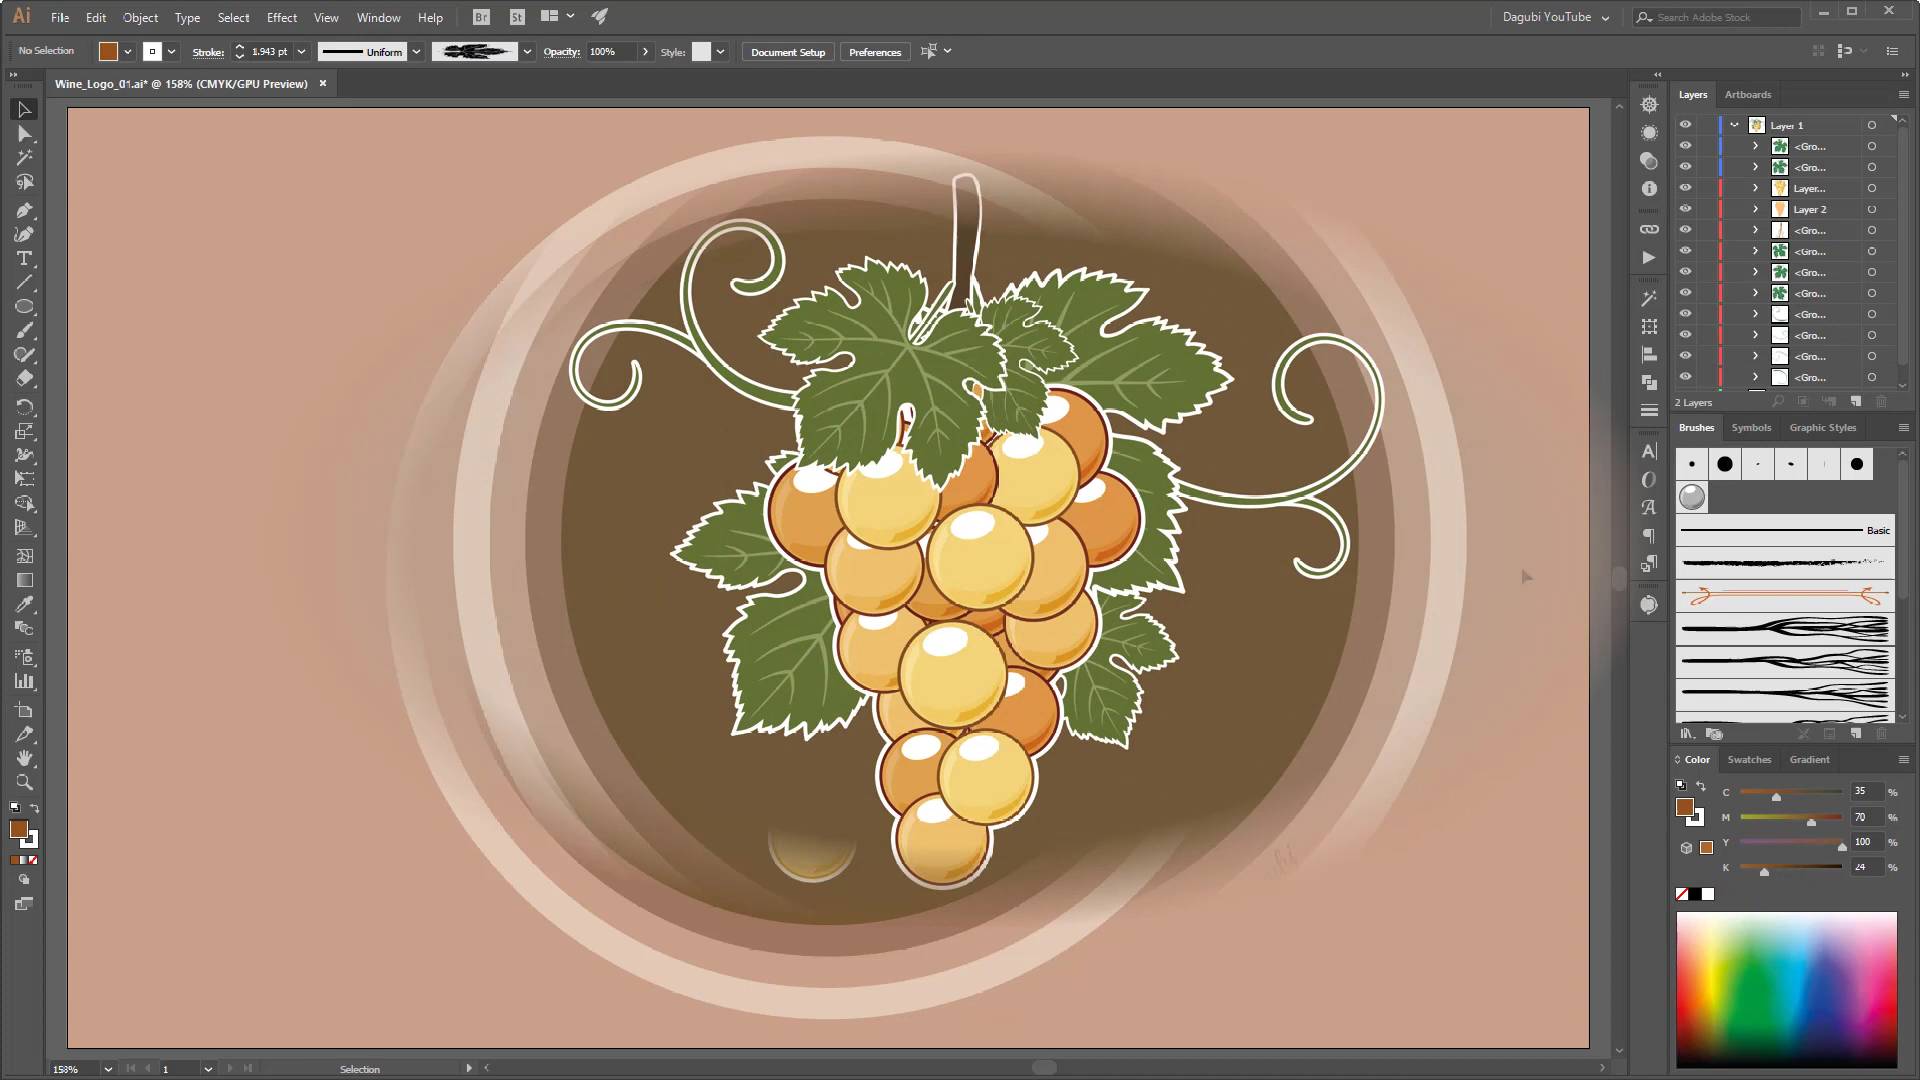 Ai File Edit Object Type Select Effect View Window Help Br St Dagubi YouTube Search Adobe Stock
No Selection Stroke: 1.943 pt Uniform Opacity: 100% Style: Document Setup Preferences
Wine_Logo_01.ai* @ 158% (CMYK/GPU Preview) ×
Layers Artboards
Layer 1
<Gro...
<Gro...
Layer...
Layer 2
<Gro...
<Gro...
<Gro...
<Gro...
<Gro...
<Gro...
<Gro...
<Gro...
2 Layers
Brushes Symbols Graphic Styles
Basic
Color Swatches Gradient
C 35 %
M 70 %
Y 100 %
K 24 %
158% 1 Selection